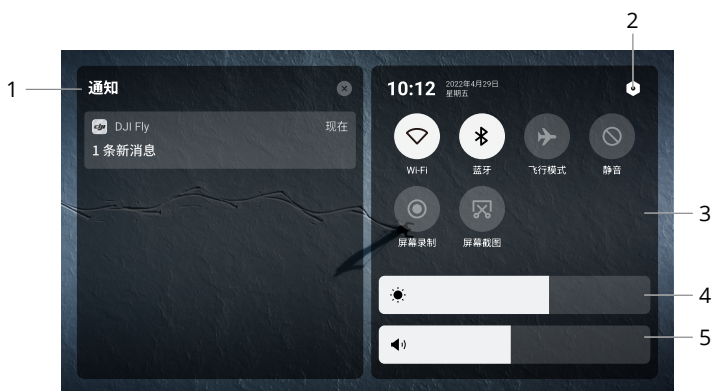 2
1
通知
10:12
2022年4月29日
星期五
dji DJI Fly
现在
1 条新消息
Wi-Fi
蓝牙
飞行模式
静音
屏幕录制
屏幕截图
3
4
5